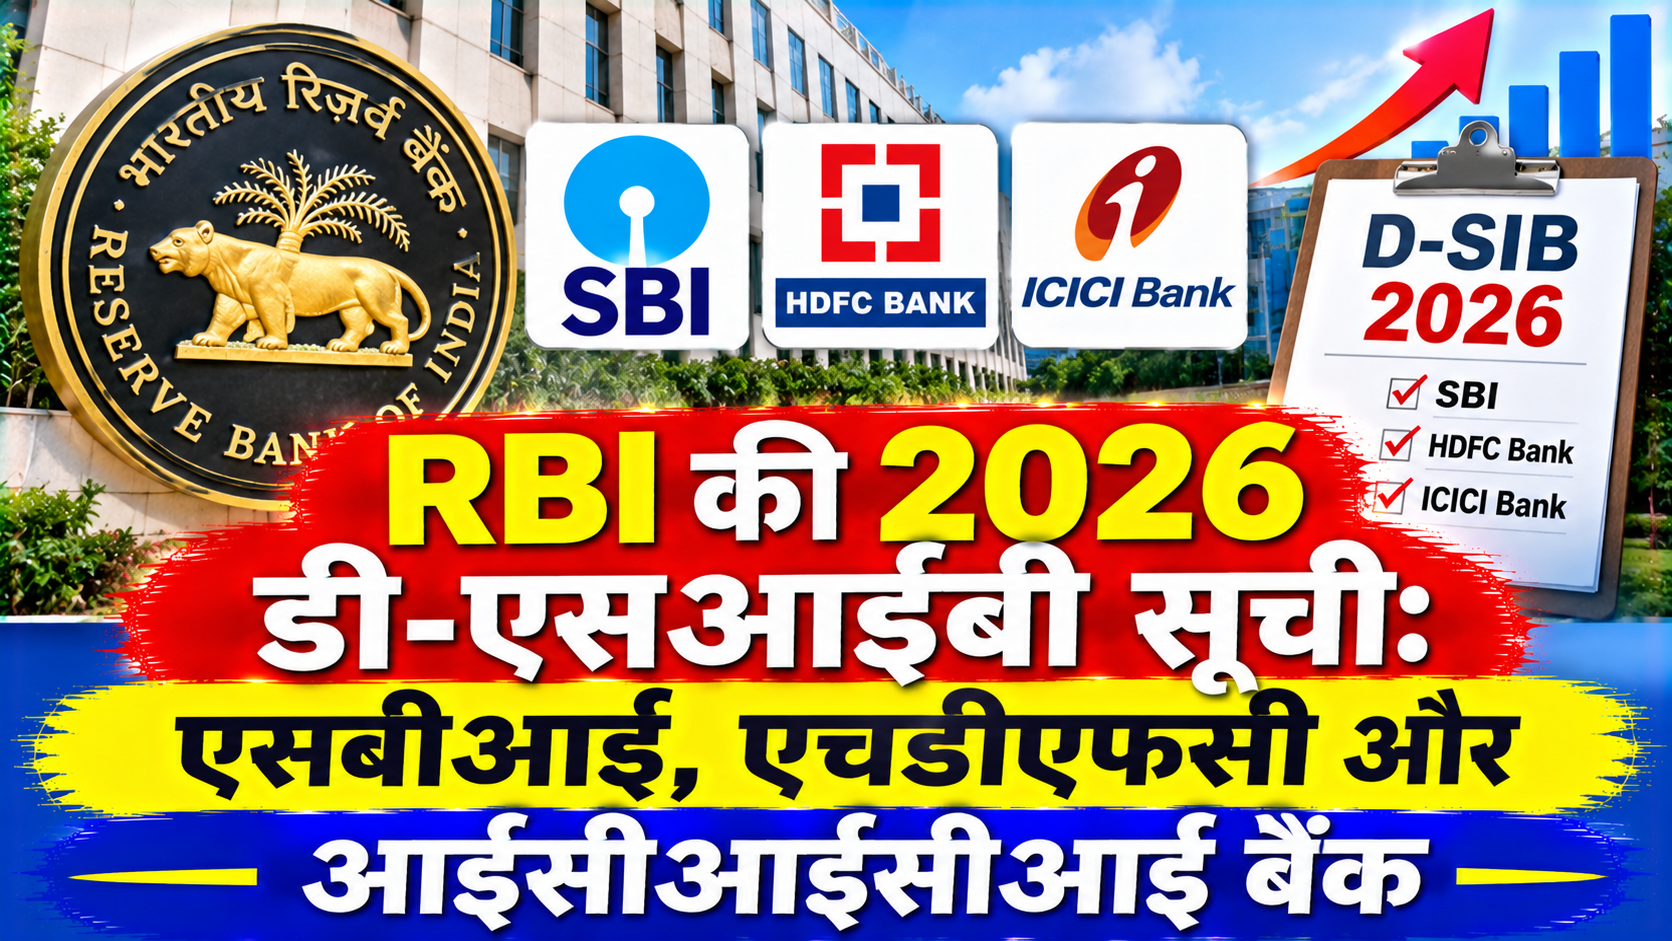 भारतीय रिज़र्व बैंक
RESERVE BANK OF INDIA
SBI
HDFC BANK
ICICI Bank
D-SIB
2026
SBI
HDFC Bank
ICICI Bank
RBI की 2026
डी-एसआईबी सूची:
एसबीआई, एचडीएफसी और
आईसीआईसीआई बैंक